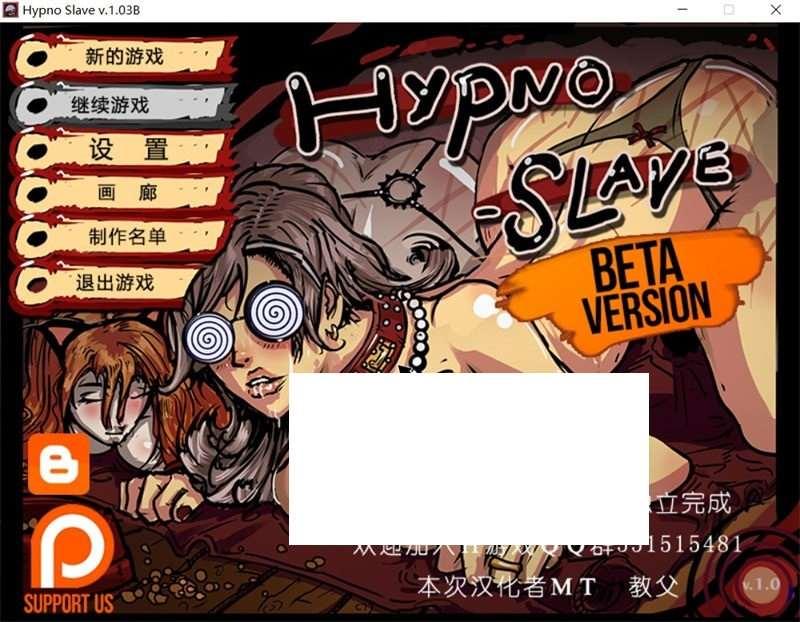 Hypno Slave v.1.03B
新的游戏
继续游戏
设 置
画 廊
制作名单
退出游戏
HYPNO
-SLAVE
BETA
VERSION
立完成
欢迎加入H游戏QQ群551515481
本次汉化者MT 教父
v.1.0
SUPPORT US